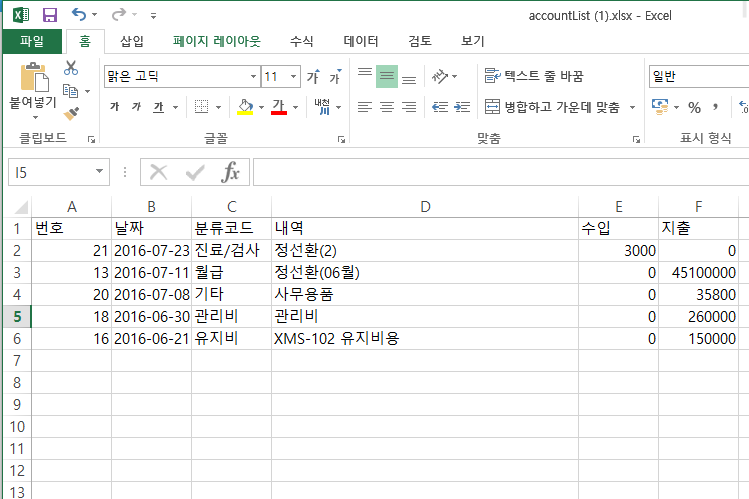 accountList (1).xlsx - Excel
파일 홈 삽입 페이지 레이아웃 수식 데이터 검토 보기
붙여넣기
맑은 고딕 11 가 가
텍스트 줄 바꿈
일반
가 가 가 가 내천
병합하고 가운데 맞춤 % ,
클립보드 글꼴 맞춤 표시 형식
I5 fx
A B C D E F
1 번호 날짜 분류코드 내역 수입 지출
2 21 2016-07-23 진료/검사 정선환(2) 3000 0
3 13 2016-07-11 월급 정선환(06월) 0 45100000
4 20 2016-07-08 기타 사무용품 0 35800
5 18 2016-06-30 관리비 관리비 0 260000
6 16 2016-06-21 유지비 XMS-102 유지비용 0 150000
7
8
9
10
11
12
13